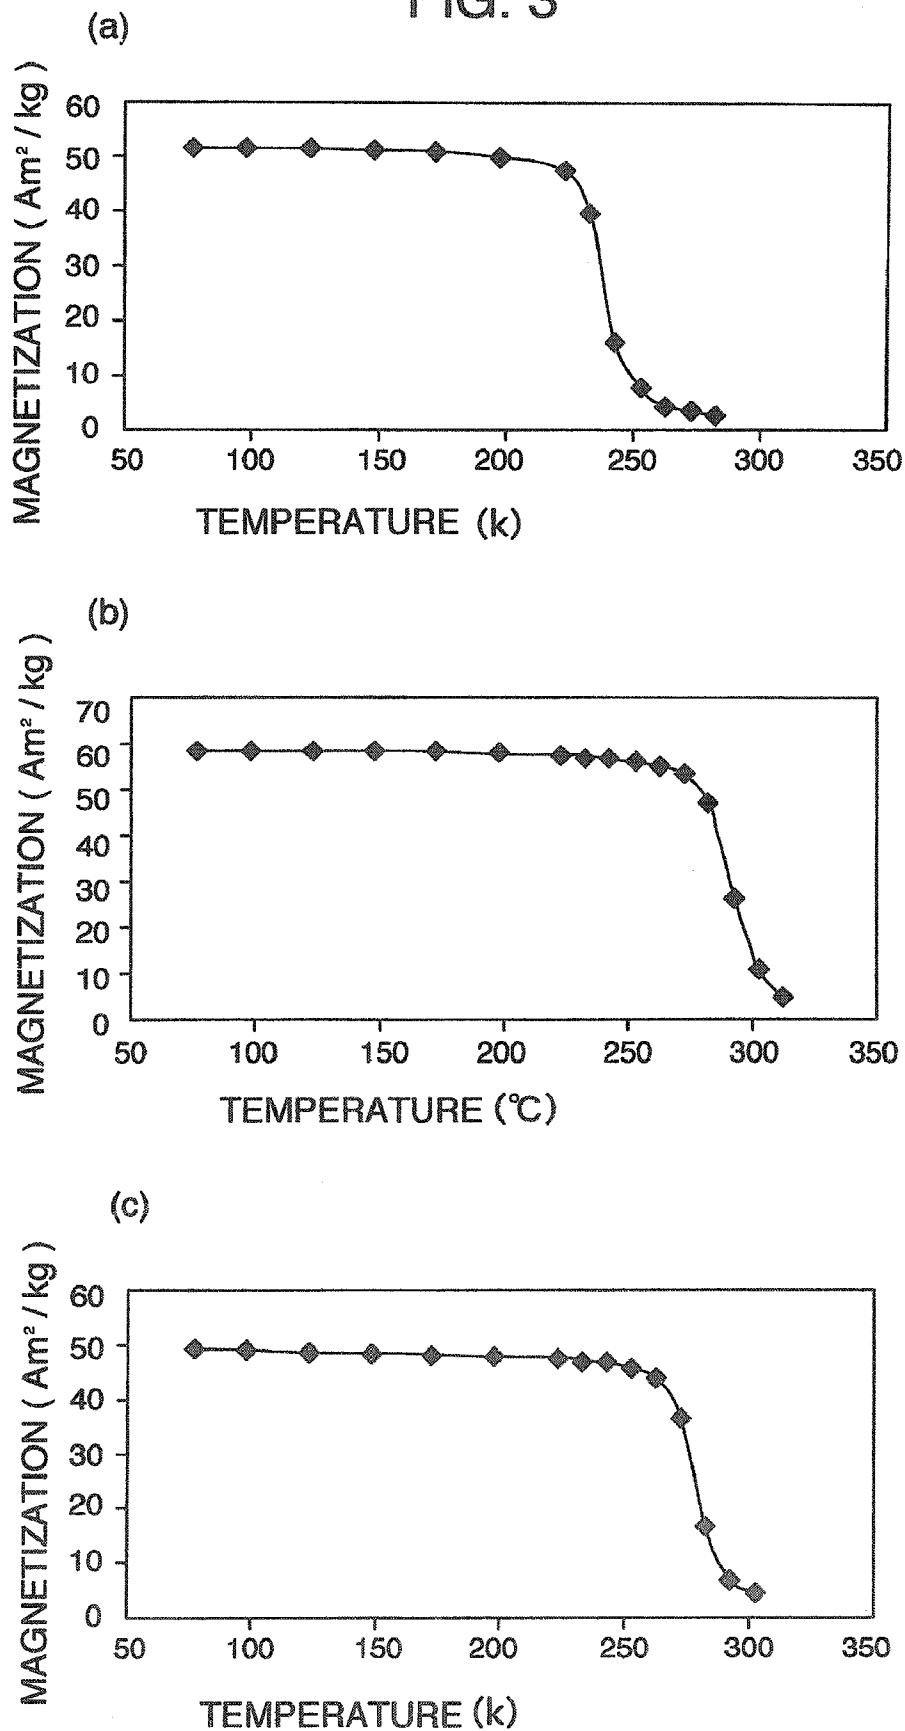 FIG. 3
(a)
MAGNETIZATION ( Am² / kg )
60
50
40
30
20
10
0
50 100 150 200 250 300 350
TEMPERATURE (k)
(b)
MAGNETIZATION ( Am² / kg )
70
60
50
40
30
20
10
0
50 100 150 200 250 300 350
TEMPERATURE (°C)
(c)
MAGNETIZATION ( Am² / kg )
60
50
40
30
20
10
0
50 100 150 200 250 300 350
TEMPERATURE (k)